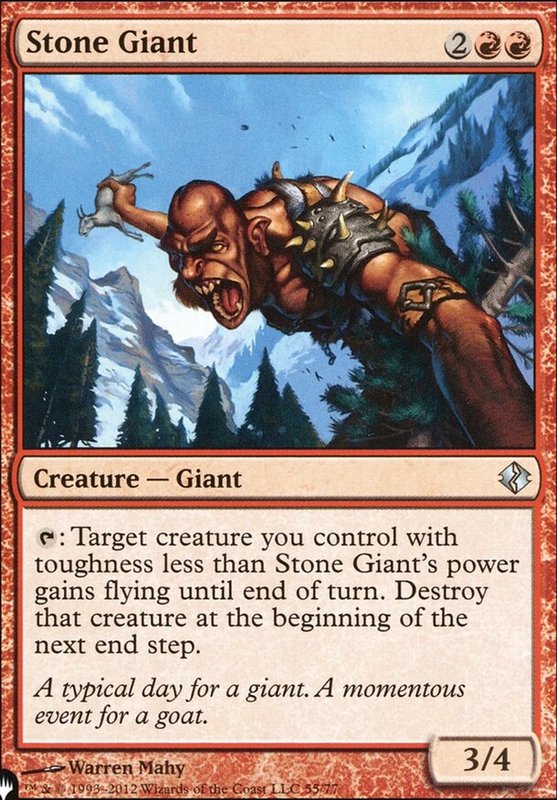 Stone Giant 2
Creature — Giant
: Target creature you control with
toughness less than Stone Giant's power
gains flying until end of turn. Destroy
that creature at the beginning of the
next end step.
A typical day for a giant. A momentous
event for a goat.
Warren Mahy
3/4
™ & © 1993–2012 Wizards of the Coast LLC 55/77